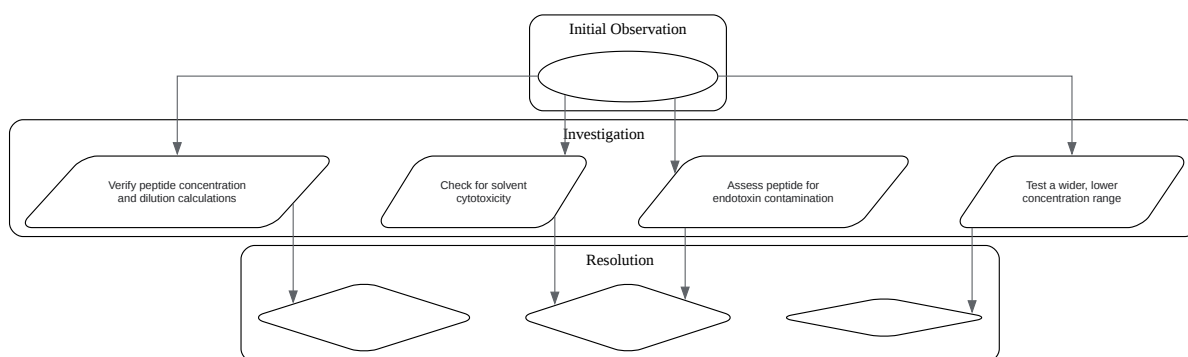 Initial Observation
Investigation
Verify peptide concentration
and dilution calculations
Check for solvent
cytotoxicity
Assess peptide for
endotoxin contamination
Test a wider, lower
concentration range
Resolution